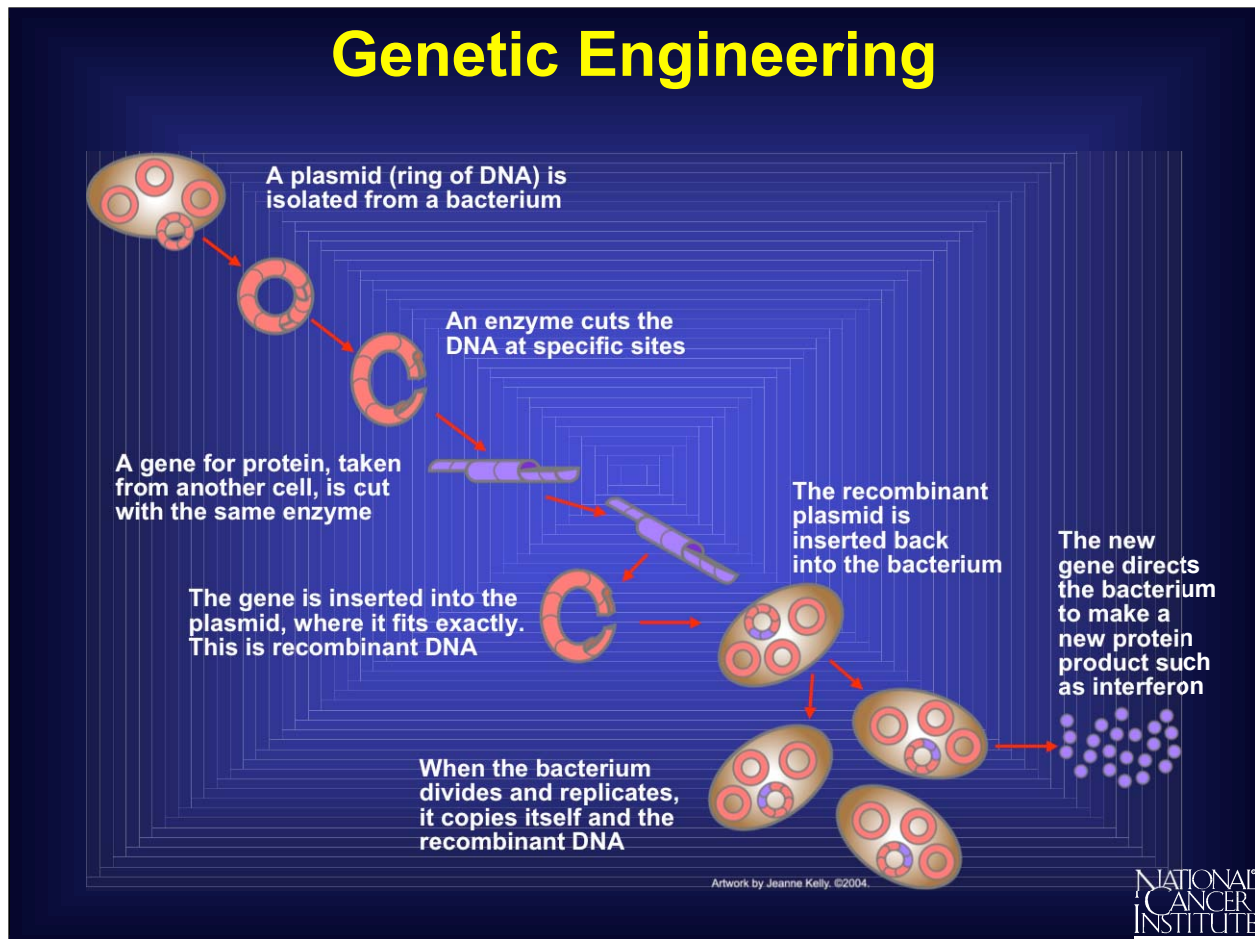 Genetic Engineering
A plasmid (ring of DNA) is
isolated from a bacterium
An enzyme cuts the
DNA at specific sites
A gene for protein, taken
from another cell, is cut
with the same enzyme
The gene is inserted into the
plasmid, where it fits exactly.
This is recombinant DNA
The recombinant
plasmid is
inserted back
into the bacterium
The new
gene directs
the bacterium
to make a
new protein
product such
as interferon
When the bacterium
divides and replicates,
it copies itself and the
recombinant DNA
Artwork by Jeanne Kelly. ©2004.
NATIONAL
CANCER
INSTITUTE